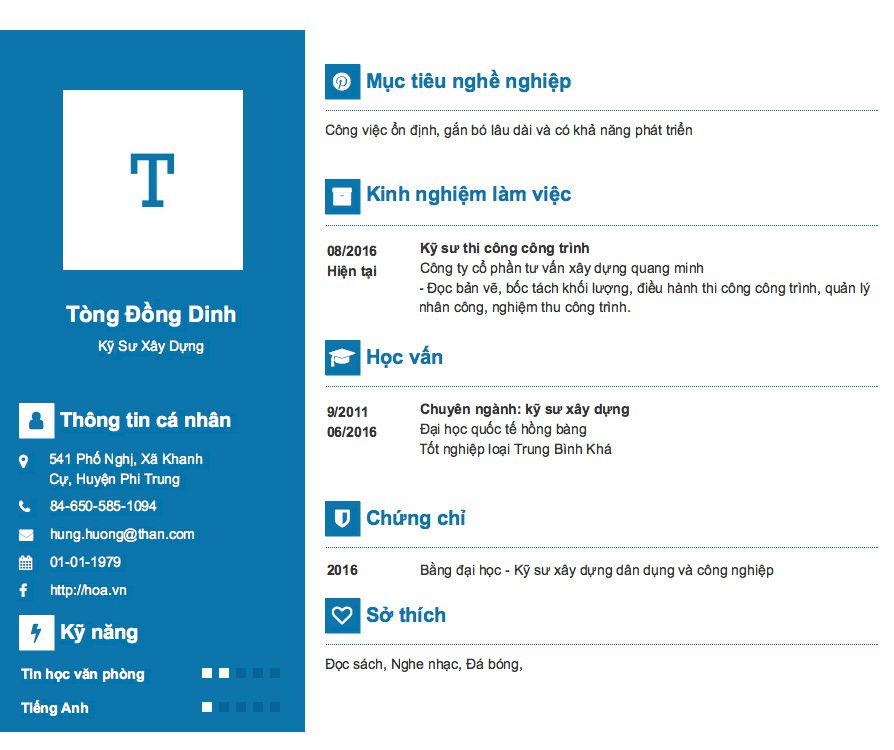 T
Tòng Đồng Dinh
Kỹ Sư Xây Dựng
Thông tin cá nhân
541 Phố Nghị, Xã Khanh
Cự, Huyện Phi Trung
84-650-585-1094
hung.huong@than.com
01-01-1979
http://hoa.vn
Kỹ năng
Tin học văn phòng
Tiếng Anh
Mục tiêu nghề nghiệp
Công việc ổn định, gắn bó lâu dài và có khả năng phát triển
Kinh nghiệm làm việc
08/2016
Hiện tại
Kỹ sư thi công công trình
Công ty cổ phần tư vấn xây dựng quang minh
- Đọc bản vẽ, bốc tách khối lượng, điều hành thi công công trình, quản lý
nhân công, nghiệm thu công trình.
Học vấn
9/2011
06/2016
Chuyên ngành: kỹ sư xây dựng
Đại học quốc tế hồng bàng
Tốt nghiệp loại Trung Bình Khá
Chứng chỉ
2016
Bằng đại học - Kỹ sư xây dựng dân dụng và công nghiệp
Sở thích
Đọc sách, Nghe nhạc, Đá bóng,